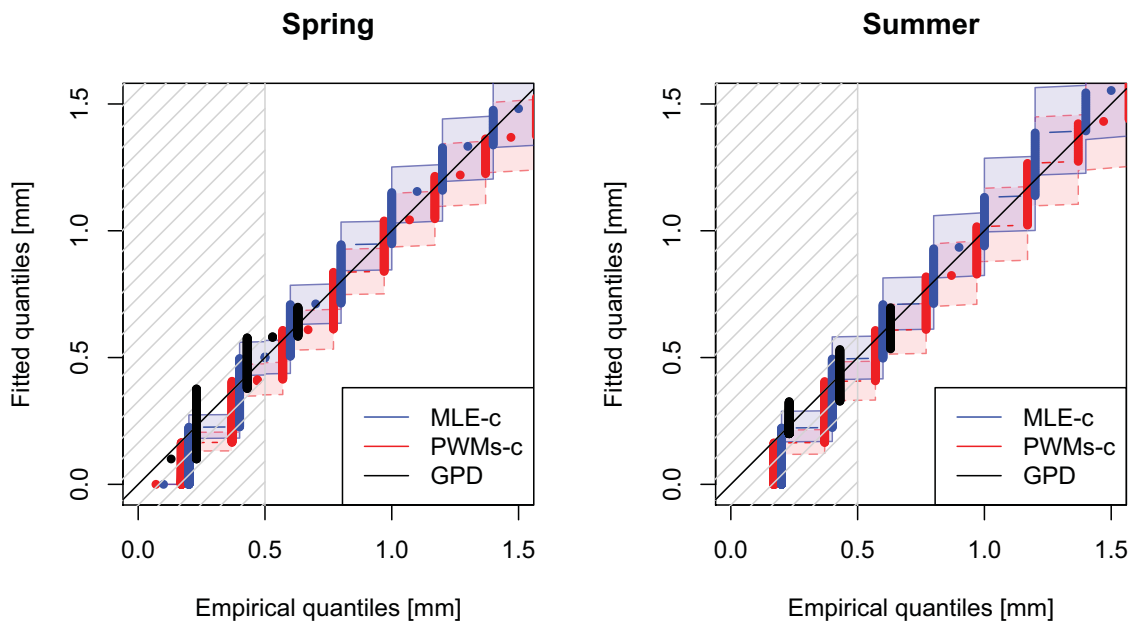 Spring
Fitted quantiles [mm]
1.5
1.0
0.5
0.0
MLE-c
PWMs-c
GPD
0.0 0.5 1.0 1.5
Empirical quantiles [mm]
Summer
Fitted quantiles [mm]
1.5
1.0
0.5
0.0
MLE-c
PWMs-c
GPD
0.0 0.5 1.0 1.5
Empirical quantiles [mm]